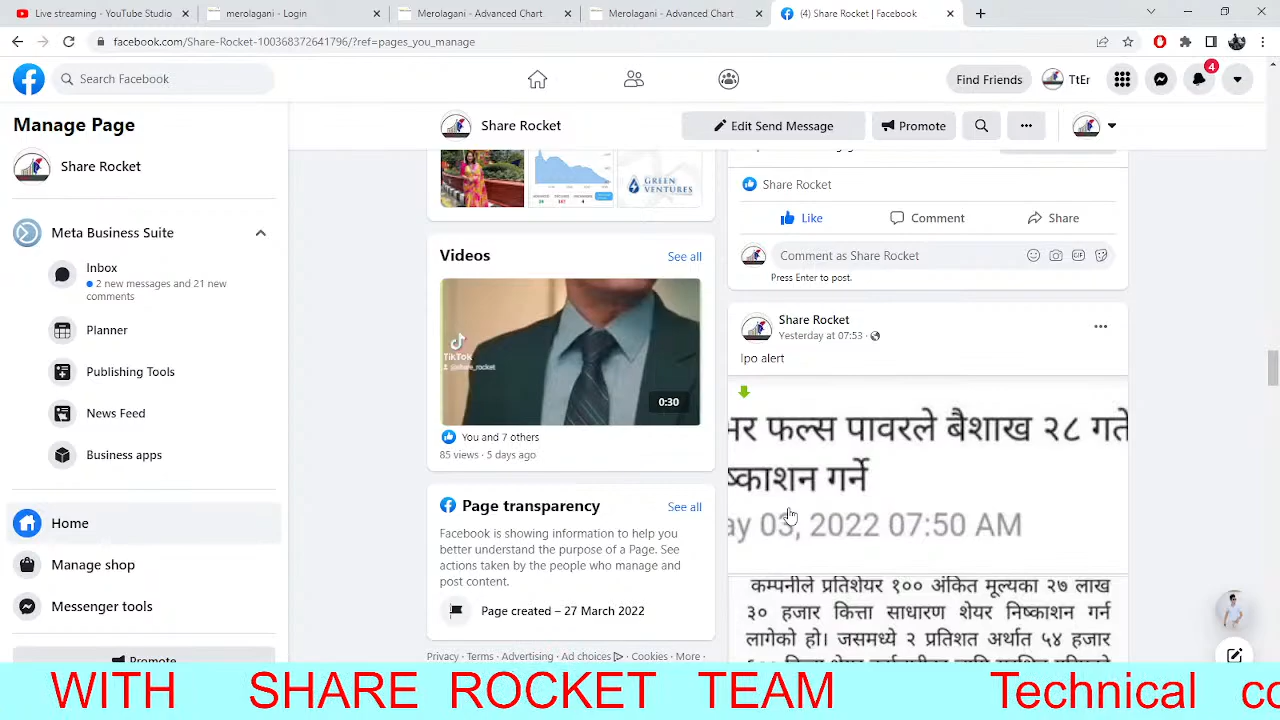 Live streaming - YouTube Studio
merolagani - Login
Merolagani - Advanced Chart
Merolagani - Advanced Chart
(4) Share Rocket | Facebook
facebook.com/Share-Rocket-100368372641796/?ref=pages_you_manage
Search Facebook
Find Friends
TtEr
4
Manage Page
Share Rocket
Edit Send Message
Promote
Share Rocket
Meta Business Suite
Inbox
2 new messages and 21 new
comments
Planner
Publishing Tools
News Feed
Business apps
Home
Manage shop
Messenger tools
Promote
GREEN
VENTURES
Videos
See all
TikTok
@share_rocket
0:30
You and 7 others
85 views · 5 days ago
Page transparency
See all
Facebook is showing information to help you
better understand the purpose of a Page. See
actions taken by the people who manage and
post content.
Page created – 27 March 2022
Privacy · Terms · Advertising · Ad choices · Cookies · More ·
Share Rocket
Like
Comment
Share
Comment as Share Rocket
Press Enter to post.
Share Rocket
Yesterday at 07:53 ·
Ipo alert
फल्स पावरले बैशाख २८ गते
ष्काशन गर्ने
ay 03, 2022 07:50 AM
कम्पनीले प्रतिशेयर १०० अंकित मूल्यका २७ लाख
३० हजार कित्ता साधारण शेयर निष्काशन गर्न
लागेको हो। जसमध्ये २ प्रतिशत अर्थात ५४ हजार
WITH SHARE ROCKET TEAM Technical co